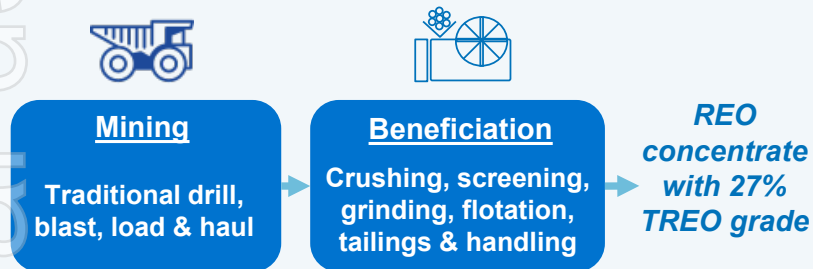 Mining
Traditional drill,
blast, load & haul
Beneficiation
Crushing, screening,
grinding, flotation,
tailings & handling
REO
concentrate
with 27%
TREO grade